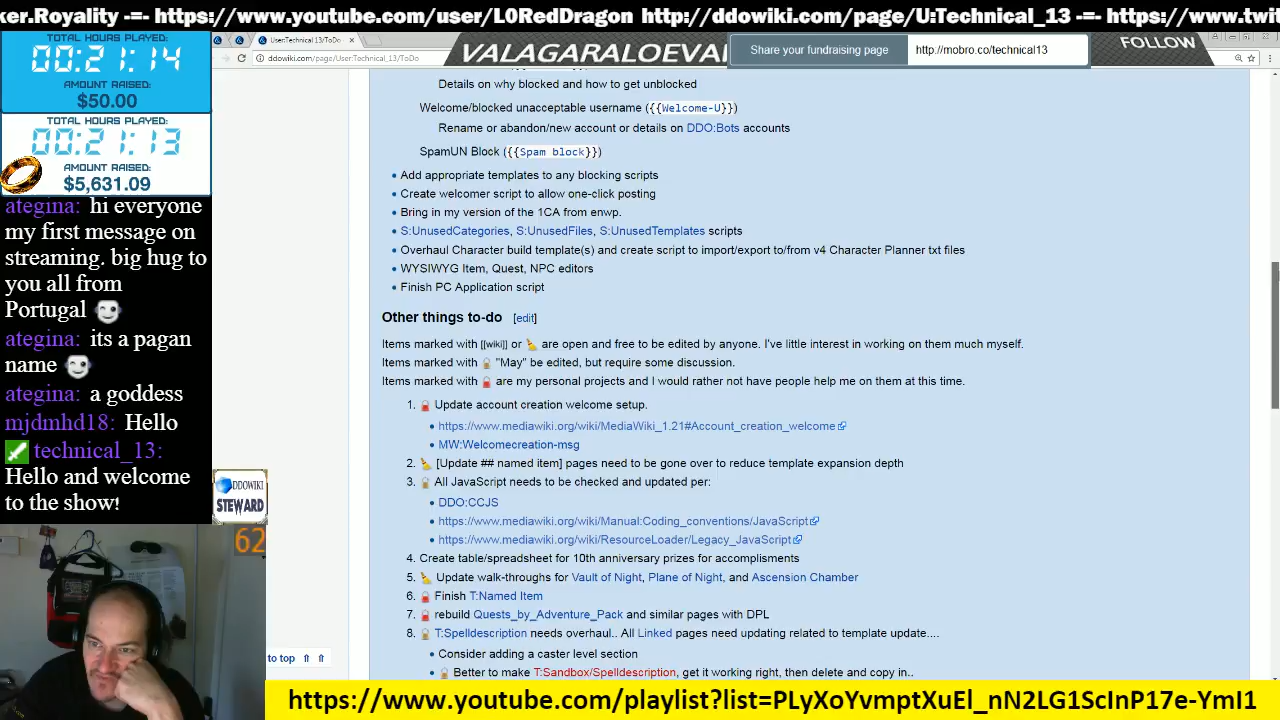 ker.Royality -=- https://www.youtube.com/user/L0RedDragon http://ddowiki.com/page/U:Technical_13 -=- https://www.twit
TOTAL HOURS PLAYED:
00:21:14
AMOUNT RAISED:
$50.00
TOTAL HOURS PLAYED:
00:21:13
AMOUNT RAISED:
$5,631.09
User:Technical 13/ToDo
ddowiki.com/page/User:Technical_13/ToDo
VALAGARALOEVAN
Share your fundraising page
http://mobro.co/technical13
FOLLOW
ategina: hi everyone
my first message on
streaming. big hug to
you all from
Portugal
ategina: its a pagan
name
ategina: a goddess
mjdmhd18: Hello
technical_13:
Hello and welcome
to the show!
DDOWIKI
STEWARD
62
Details on why blocked and how to get unblocked
Welcome/blocked unacceptable username ({{Welcome-U}})
Rename or abandon/new account or details on DDO:Bots accounts
SpamUN Block ({{Spam block}})
• Add appropriate templates to any blocking scripts
• Create welcomer script to allow one-click posting
• Bring in my version of the 1CA from enwp.
• S:UnusedCategories, S:UnusedFiles, S:UnusedTemplates scripts
• Overhaul Character build template(s) and create script to import/export to/from v4 Character Planner txt files
• WYSIWYG Item, Quest, NPC editors
• Finish PC Application script
Other things to-do [edit]
Items marked with [[wiki]] or are open and free to be edited by anyone. I've little interest in working on them much myself.
Items marked with "May" be edited, but require some discussion.
Items marked with are my personal projects and I would rather not have people help me on them at this time.
1. Update account creation welcome setup.
• https://www.mediawiki.org/wiki/MediaWiki_1.21#Account_creation_welcome
• MW:Welcomecreation-msg
2. [Update ## named item] pages need to be gone over to reduce template expansion depth
3. All JavaScript needs to be checked and updated per:
• DDO:CCJS
• https://www.mediawiki.org/wiki/Manual:Coding_conventions/JavaScript
• https://www.mediawiki.org/wiki/ResourceLoader/Legacy_JavaScript
4. Create table/spreadsheet for 10th anniversary prizes for accomplisments
5. Update walk-throughs for Vault of Night, Plane of Night, and Ascension Chamber
6. Finish T:Named Item
7. rebuild Quests_by_Adventure_Pack and similar pages with DPL
8. T:Spelldescription needs overhaul.. All Linked pages need updating related to template update....
• Consider adding a caster level section
• Better to make T:Sandbox/Spelldescription, get it working right, then delete and copy in..
to top ⇑ ⇑
https://www.youtube.com/playlist?list=PLyXoYvmptXuEl_nN2LG1ScInP17e-YmI1